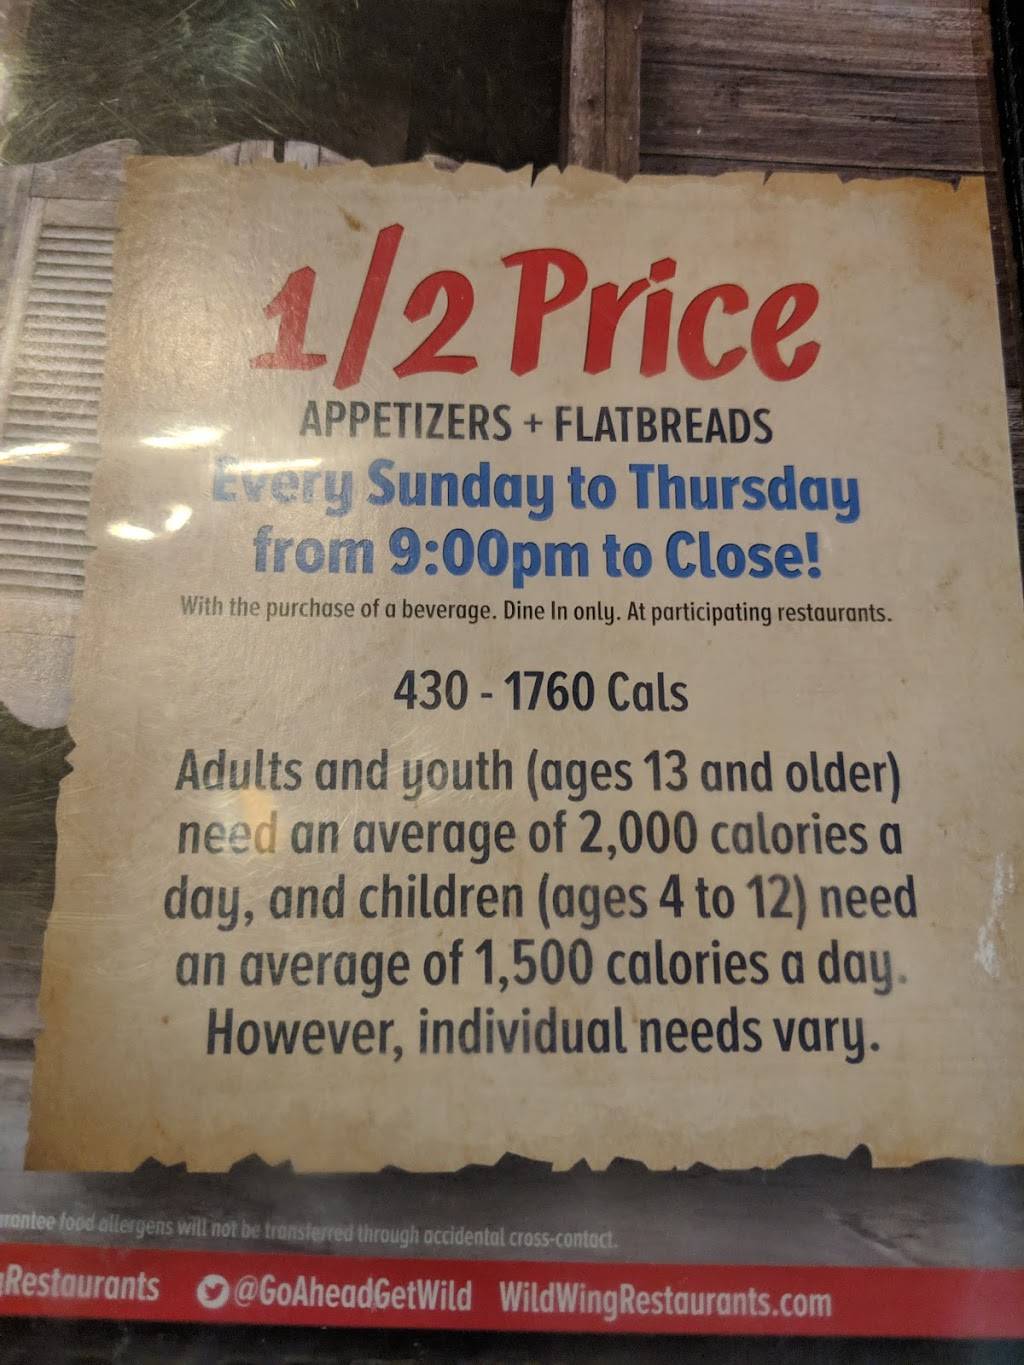 1/2 Price
APPETIZERS + FLATBREADS
Every Sunday to Thursday
from 9:00pm to Close!
With the purchase of a beverage. Dine In only. At participating restaurants.
430 - 1760 Cals
Adults and youth (ages 13 and older)
need an average of 2,000 calories a
day, and children (ages 4 to 12) need
an average of 1,500 calories a day.
However, individual needs vary.
food allergens will not be transferred through accidental cross-contact.
Restaurants @GoAheadGetWild WildWingRestaurants.com